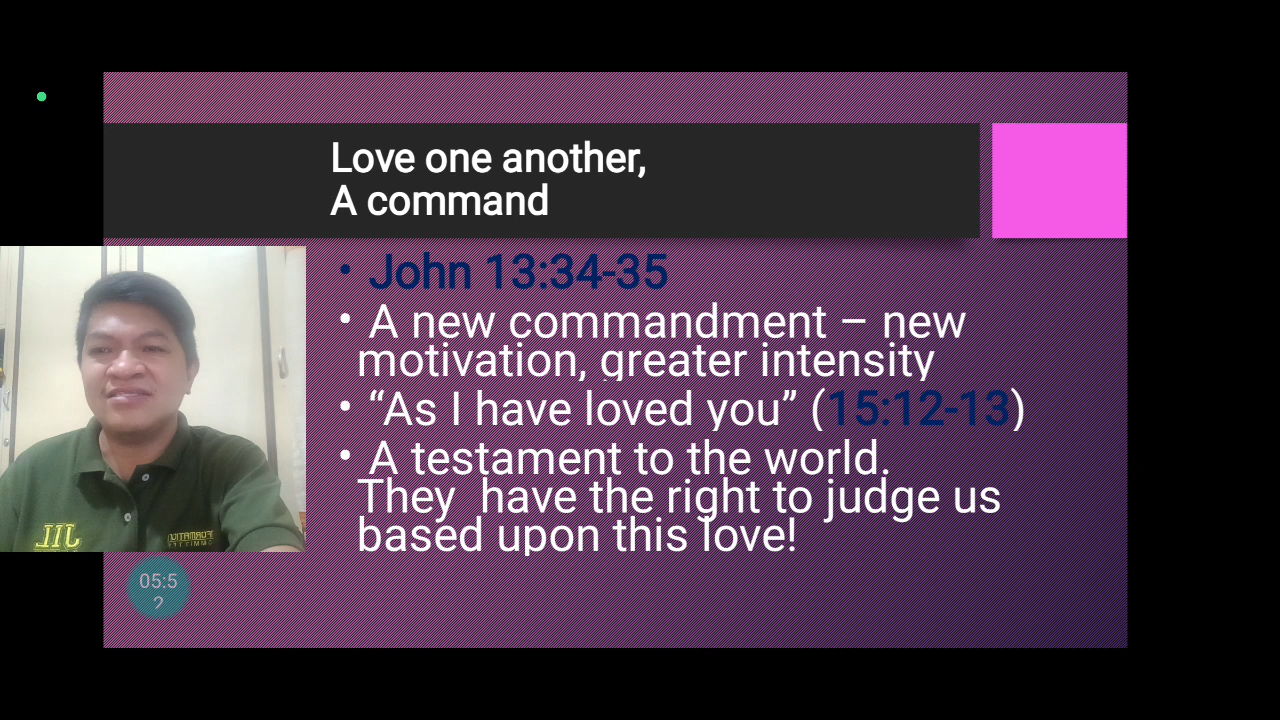 Love one another,
A command
• John 13:34-35
• A new commandment – new
motivation, greater intensity
• “As I have loved you” (15:12-13)
• A testament to the world.
They have the right to judge us
based upon this love!
JIL
05:5
2